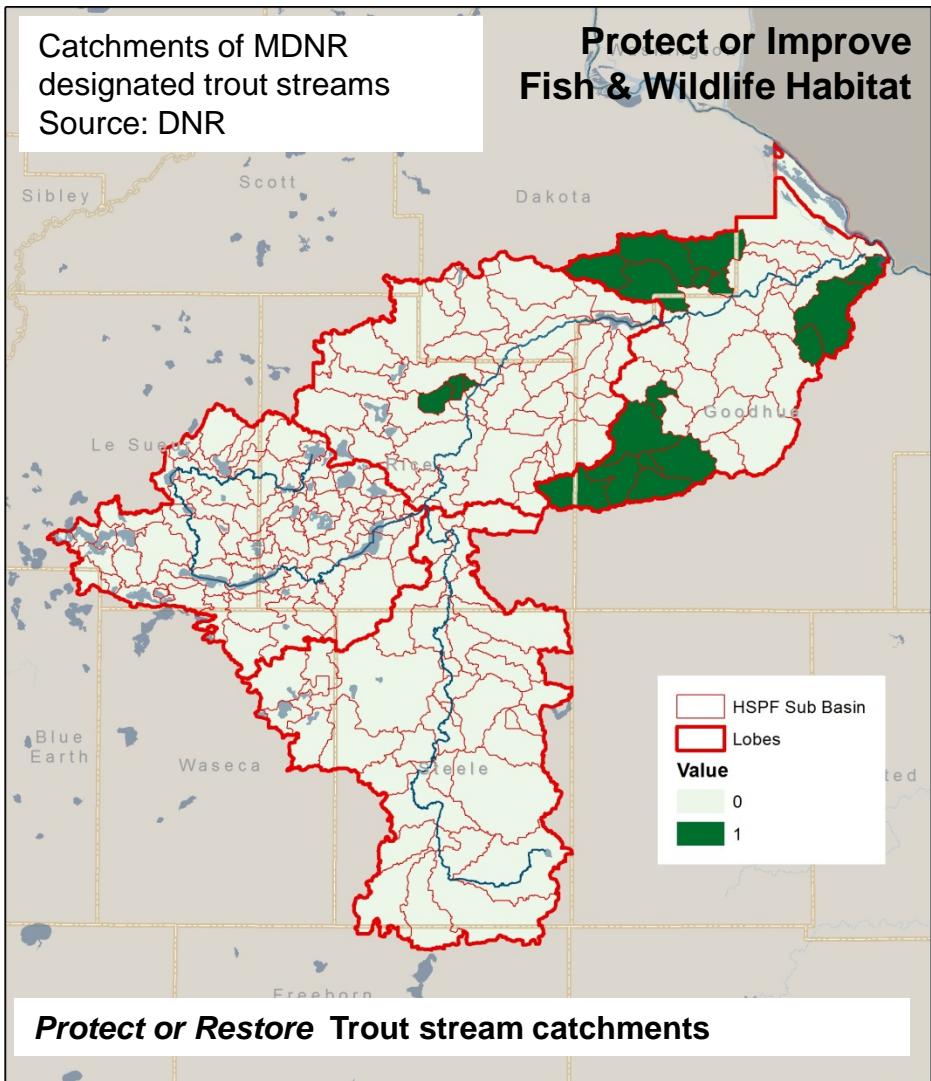 Catchments of MDNR
designated trout streams
Source: DNR
Protect or Improve
Fish & Wildlife Habitat
Sibley
Scott
Dakota
Goodhue
Le Sueur
Rice
Blue
Earth
Waseca
Steele
Freeborn
HSPF Sub Basin
Lobes
Value
0
1
Protect or Restore Trout stream catchments